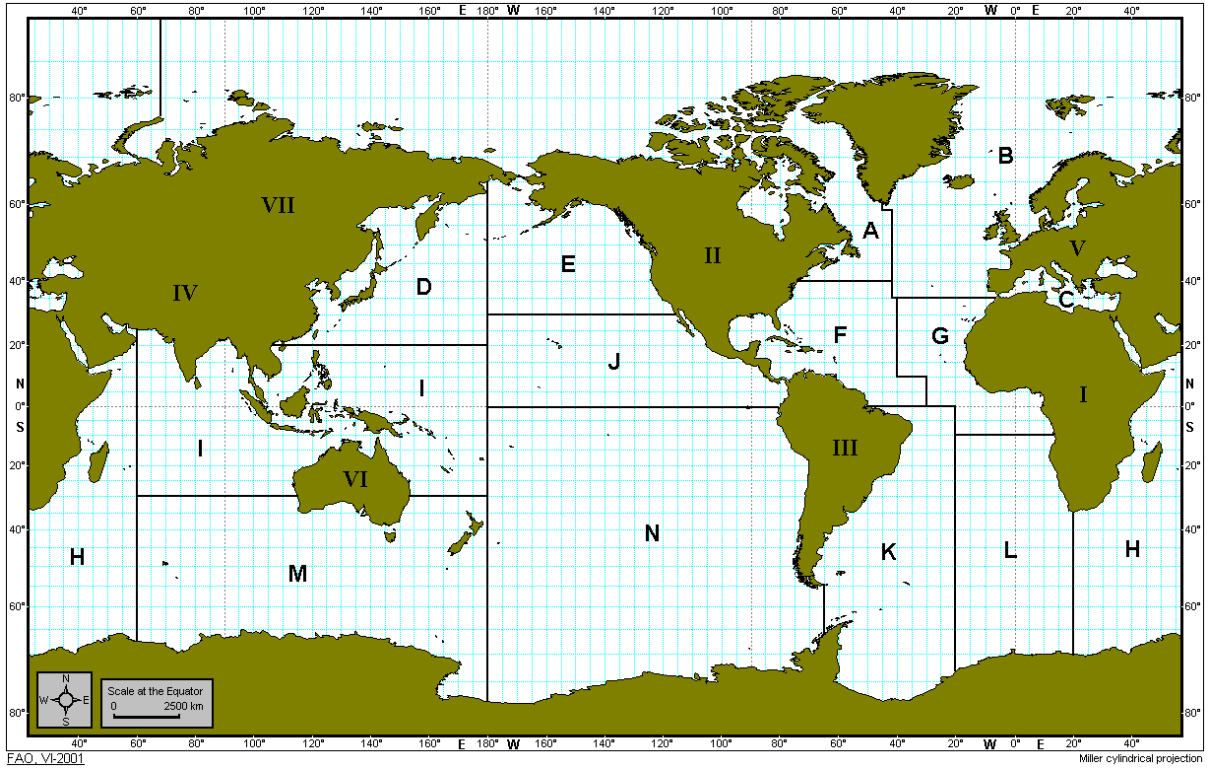 40° 60° 80° 100° 120° 140° 160° E 180° W 160° 140° 120° 100° 80° 60° 40° 20° W 0° E 20° 40°
80° 80°
B
60° VII 60°
A
II V
E
40° IV D 40°
C
F G
20° J 20°
I
N I N
0° 0°
S S
III
I
20° VI 20°
40° 40°
N
H K L H
M
60° 60°
N
W E
S
Scale at the Equator
0 2500 km
80° 80°
40° 60° 80° 100° 120° 140° 160° E 180° W 160° 140° 120° 100° 80° 60° 40° 20° W 0° E 20° 40°
FAO, VI-2001 Miller cylindrical projection